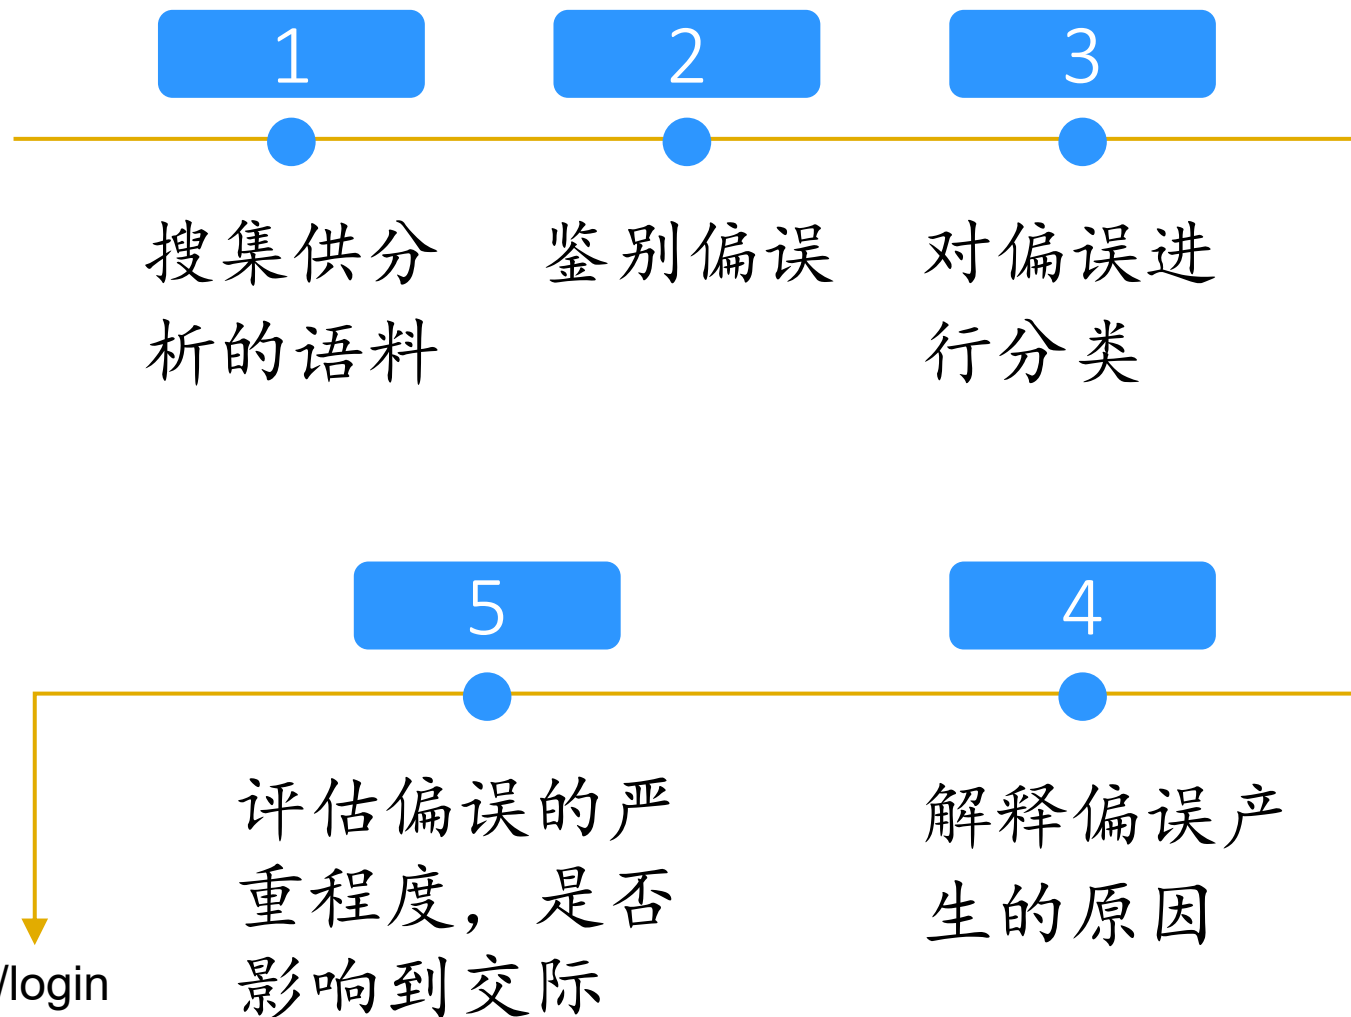 1
2
3
搜集供分
析的语料
鉴别偏误
对偏误进
行分类
5
4
评估偏误的严
重程度，是否
影响到交际
解释偏误产
生的原因
/login